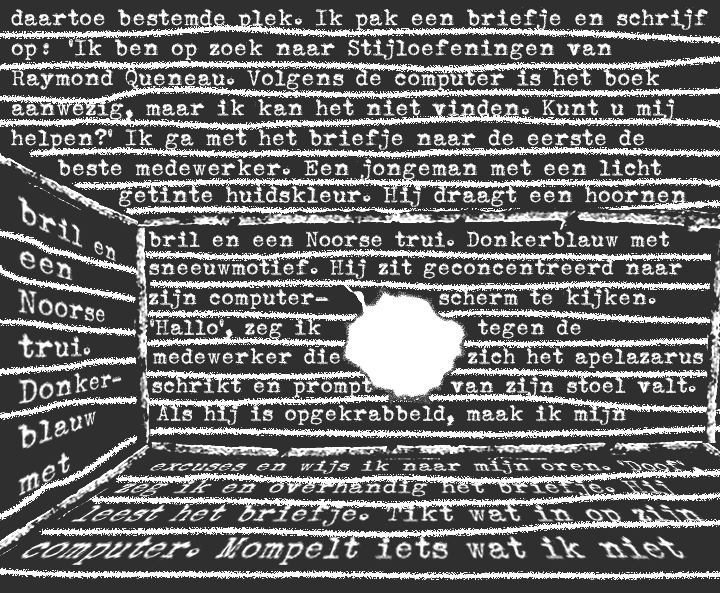 daartoe bestemde plek. Ik pak een briefje en schrijf
op: 'Ik ben op zoek naar Stijloefeningen van
Raymond Queneau. Volgens de computer is het boek
aanwezig, maar ik kan het niet vinden. Kunt u mij
helpen?' Ik ga met het briefje naar de eerste de
beste medewerker. Een jongeman met een licht
getinte huidskleur. Hij draagt een hoornen
bril en
een
Noorse
trui.
Donker-
blauw
met
bril en een Noorse trui. Donkerblauw met
sneeuwmotief. Hij zit geconcentreerd naar
zijn computer- scherm te kijken.
'Hallo', zeg ik tegen de
medewerker die zich het apelazarus
schrikt en prompt van zijn stoel valt.
Als hij is opgekrabbeld, maak ik mijn
excuses en wijs ik naar mijn oren. 'Doof',
zeg ik en overhandig het briefje. Hij
leest het briefje. Tikt wat in op zijn
computer. Mompelt iets wat ik niet